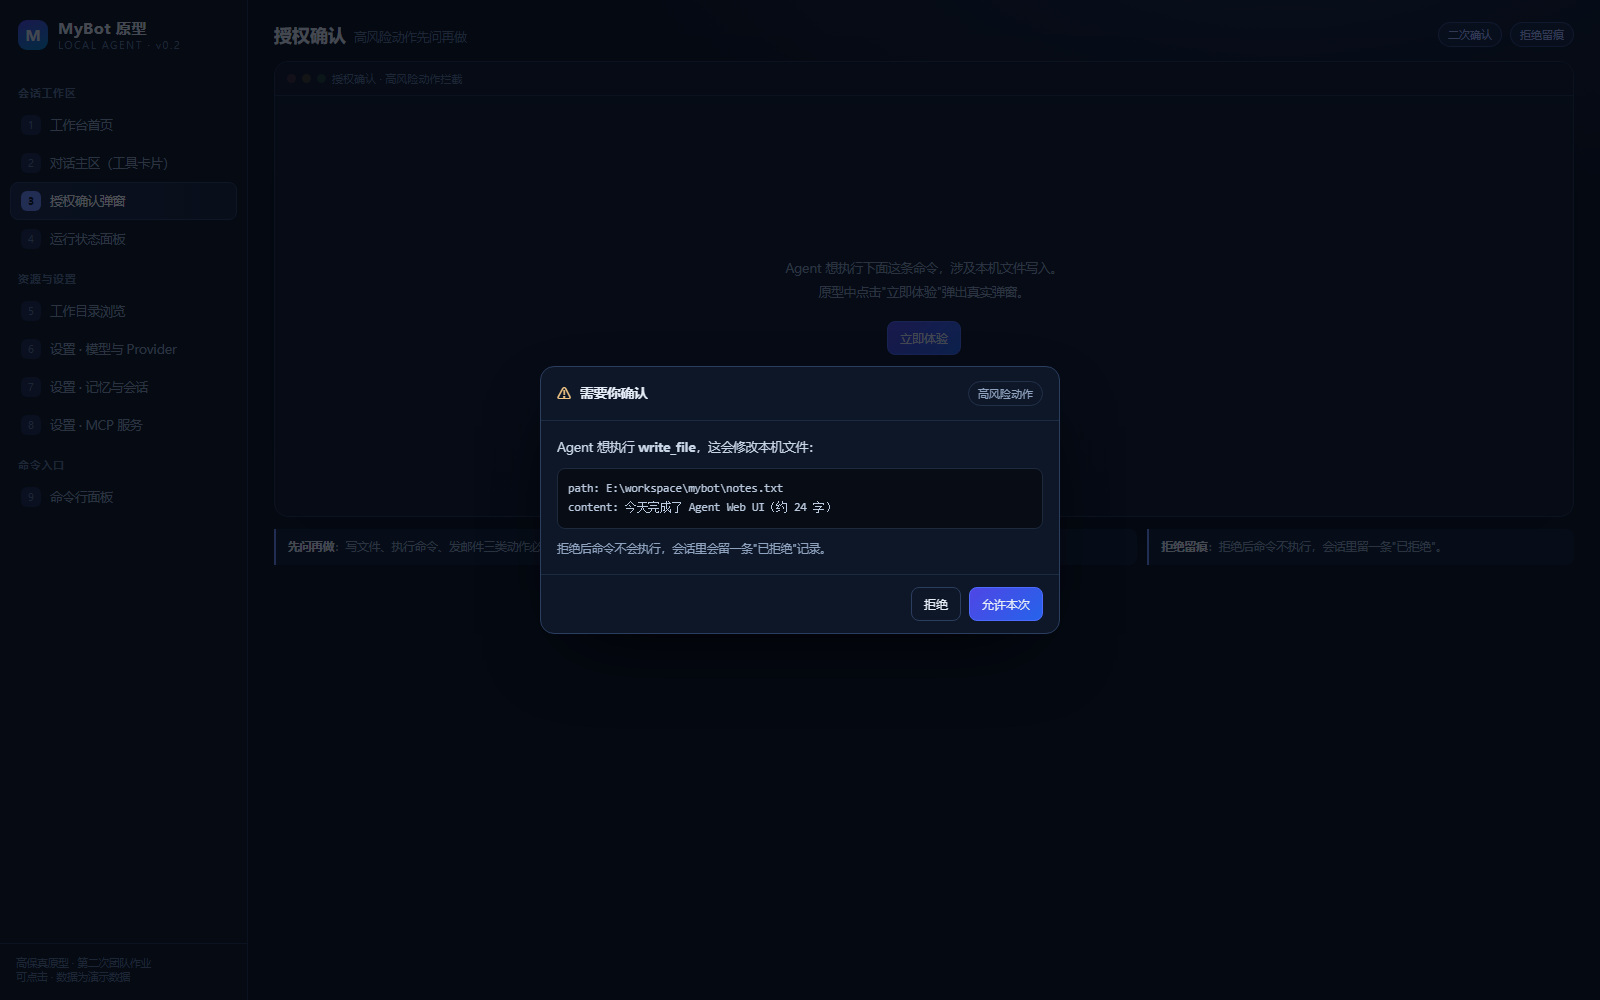 M
MyBot 原型
LOCAL AGENT · v0.2
会话工作区
1 工作台首页
2 对话主区（工具卡片）
3 授权确认弹窗
4 运行状态面板
资源与设置
5 工作目录浏览
6 设置 · 模型与 Provider
7 设置 · 记忆与会话
8 设置 · MCP 服务
命令入口
9 命令行面板
高保真原型 · 第二次团队作业
可点击 · 数据为演示数据
授权确认 高风险动作先问再做
二次确认 拒绝留痕
授权确认 · 高风险动作拦截
Agent 想执行下面这条命令，涉及本机文件写入。
原型中点击"立即体验"弹出真实弹窗。
立即体验
需要你确认
高风险动作
Agent 想执行 write_file，这会修改本机文件：
path: E:\workspace\mybot\notes.txt
content: 今天完成了 Agent Web UI（约 24 字）
拒绝后命令不会执行，会话里会留一条"已拒绝"记录。
拒绝 允许本次
先问再做：写文件、执行命令、发邮件三类动作必
拒绝留痕：拒绝后命令不执行，会话里留一条"已拒绝"。